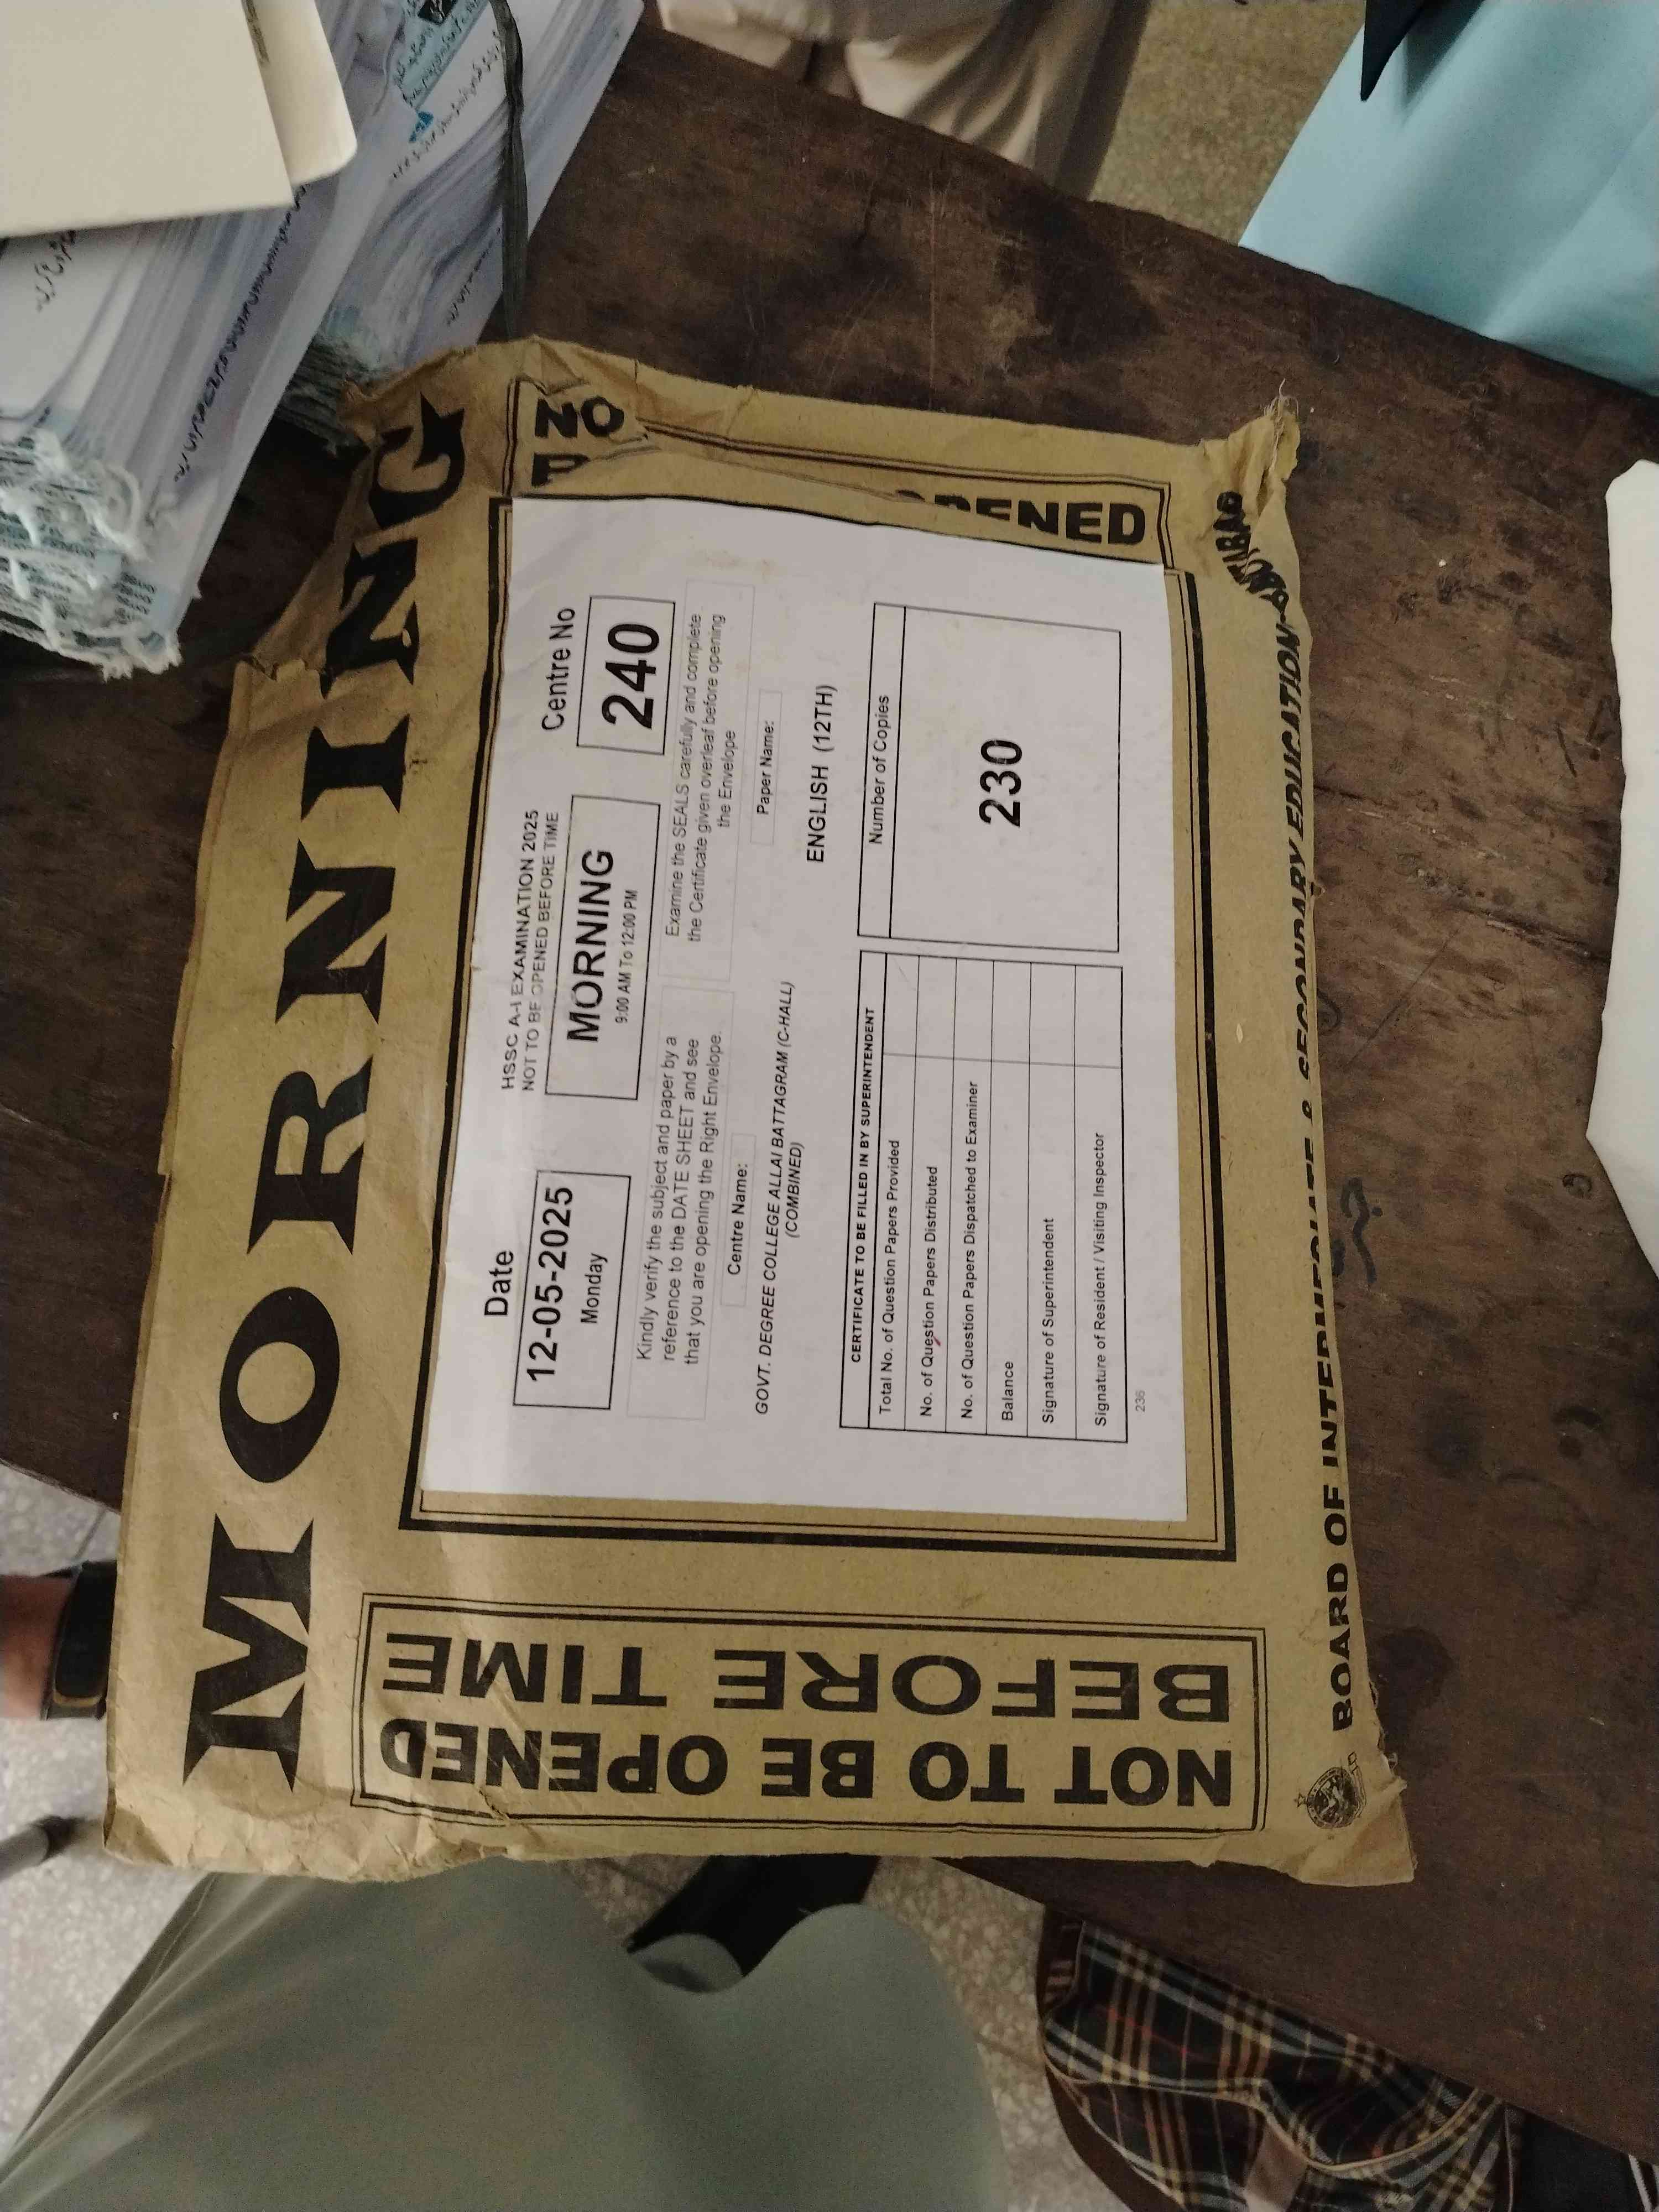 MORNING
Date
12-05-2025
Monday
HSSC A-I EXAMINATION 2025
NOT TO BE OPENED BEFORE TIME
MORNING
9:00 AM To 12:00 PM
Centre No
240
Kindly verify the subject and paper by a
reference to the DATE SHEET and see
that you are opening the Right Envelope.
Examine the SEALS carefully and complete
the Certificate given overleaf before opening
the Envelope
Centre Name:
GOVT. DEGREE COLLEGE ALLAI BATTAGRAM (C-HALL)
(COMBINED)
Paper Name:
ENGLISH (12TH)
CERTIFICATE TO BE FILLED IN BY SUPERINTENDENT
Total No. of Question Papers Provided
No. of Question Papers Distributed
No. of Question Papers Dispatched to Examiner
Balance
Signature of Superintendent
Signature of Resident / Visiting Inspector
Number of Copies
230
236
NOT TO BE OPENED
BEFORE TIME
NO
OPENED
BOARD OF INTERMEDIATE & SECONDARY EDUCATION